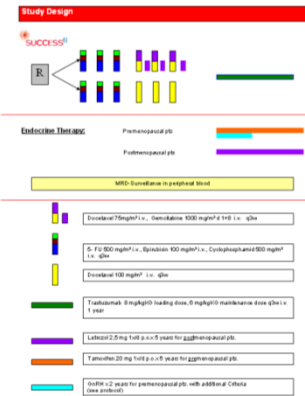 Study Design
SUCCESS
R
Endocrine Therapy:
Premenopausal pts
Postmenopausal pts
MRD-Surveillance in peripheral blood
Docetaxel 75mg/m² i.v., Gemcitabine 1000 mg/m² d 1+8 i.v. q3w
5- FU 500 mg/m² i.v., Epirubicin 100 mg/m² i.v., Cyclophosphamid 500 mg/m²
i.v. q3w
Docetaxel 100 mg/m² i.v. q3w
Trastuzumab 8 mg/kg loading dose, 6 mg/kg maintenance dose q3w i.v.
1 year
Letrozol 2,5 mg 1x/d p.o.x 5 years for postmenopausal pts.
Tamoxifen 20 mg 1x/d p.o.x 5 years for premenopausal pts.
GnRH x 2 years for premenopausal pts. with additional Criteria
(see protocol)